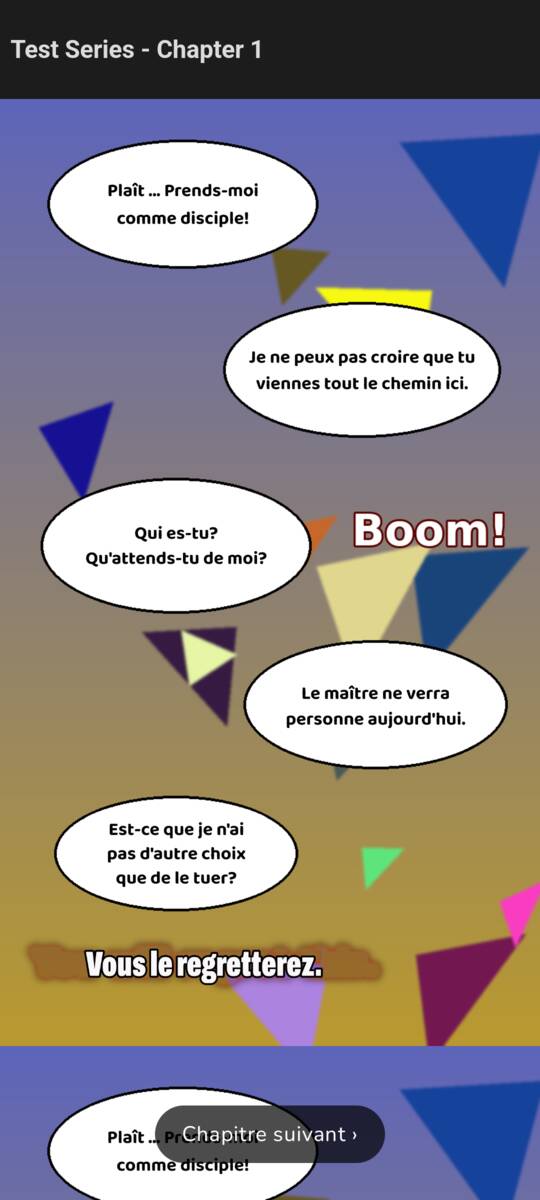 Test Series - Chapter 1
Plaît ... Prends-moi
comme disciple!
Je ne peux pas croire que tu
viennes tout le chemin ici.
Qui es-tu?
Qu'attends-tu de moi?
Boom!
Le maître ne verra
personne aujourd'hui.
Est-ce que je n'ai
pas d'autre choix
que de le tuer?
Vous le regretterez.
Plaît ... Prends-moi
Chapitre suivant ›
comme disciple!